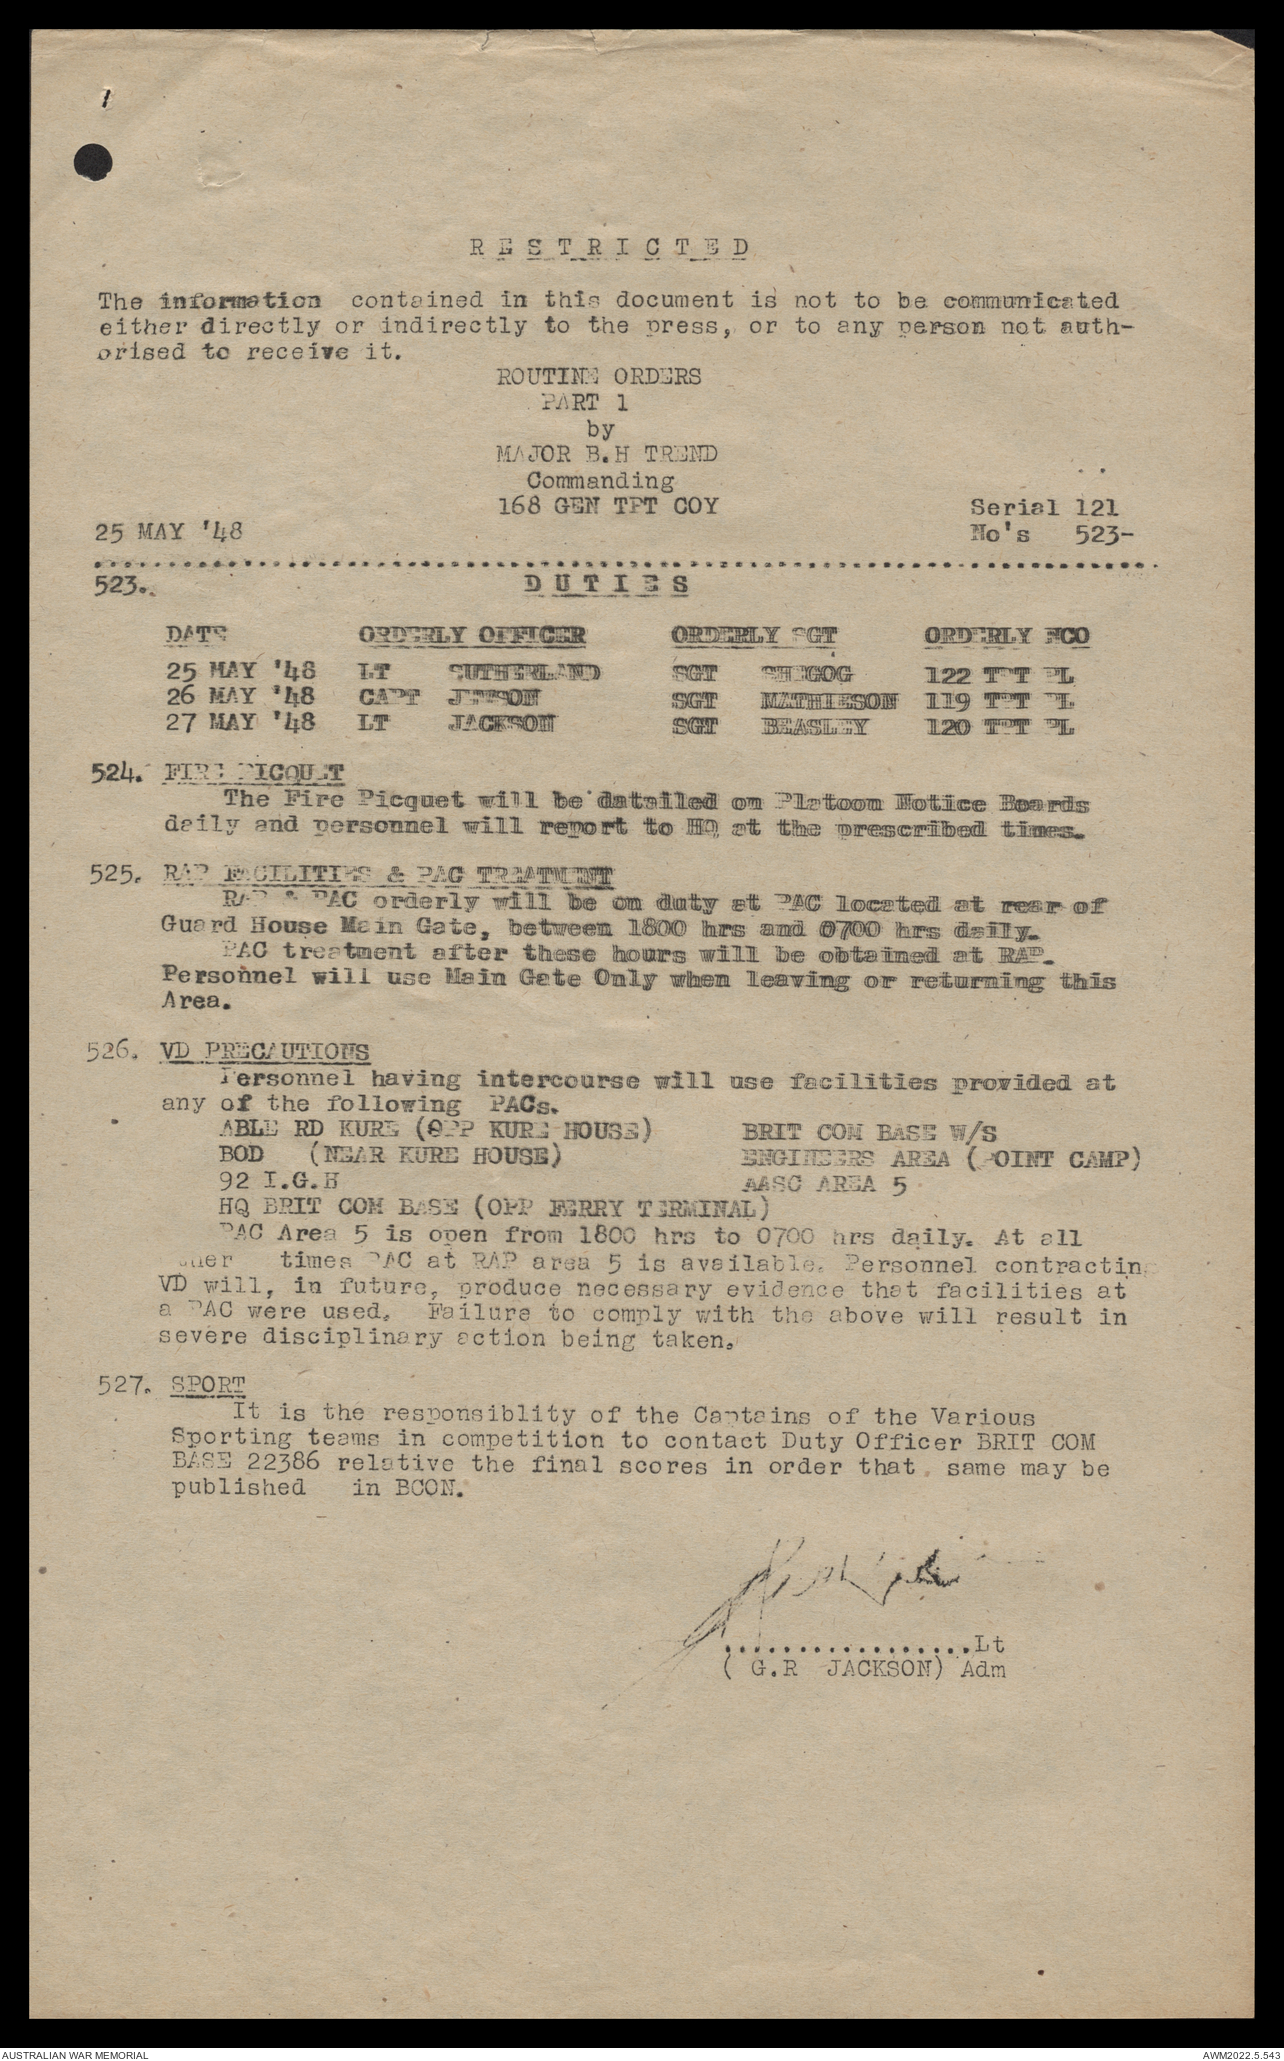 1
RESTRICTED
The information contained in this document is not to be communicated
either directly or indirectly to the press, or to any person not auth-
orised to receive it.
ROUTINE ORDERS
PART 1
by
MAJOR B.H TREND
Commanding
168 GEN TPT COY Serial 121
25 MAY '48 No's 523-
523. DUTIES
DATE ORDERLY OFFICER ORDERLY SGT ORDERLY NCO
25 MAY '48 LT SUTHERLAND SGT SHEGOG 122 TPT PL
26 MAY '48 CAPT SGT MATHIESON 119 TPT PL
27 MAY '48 LT JACKSON SGT BEASLEY 120 TPT PL
524. FIRE PICQUET
The Fire Picquet will be datailed on Platoon Notice Boards
daily and personnel will report to HQ at the prescribed times.
525. RAP FACILITIES & PAC TREATMENT
RAP & PAC orderly will be on duty at PAC located at rear of
Guard House Main Gate, between 1800 hrs and 0700 hrs daily.
PAC treatment after these hours will be obtained at RAP.
Personnel will use Main Gate Only when leaving or returning this
Area.
526. VD PRECAUTIONS
Personnel having intercourse will use facilities provided at
any of the following PACs.
ABLE RD KURE (OPP KURE HOUSE) BRIT COM BASE W/S
BOD (NEAR KURE HOUSE) ENGINEERS AREA (POINT CAMP)
92 I.G.H AASC AREA 5
HQ BRIT COM BASE (OPP FERRY TERMINAL)
PAC Area 5 is open from 1800 hrs to 0700 hrs daily. At all
other times PAC at RAP area 5 is available. Personnel contracting
VD will, in future, produce necessary evidence that facilities at
a PAC were used. Failure to comply with the above will result in
severe disciplinary action being taken.
527. SPORT
It is the responsiblity of the Captains of the Various
Sporting teams in competition to contact Duty Officer BRIT COM
BASE 22386 relative the final scores in order that same may be
published in BCON.
.................Lt
( G.R JACKSON) Adm
AUSTRALIAN WAR MEMORIAL AWM2022.5.543